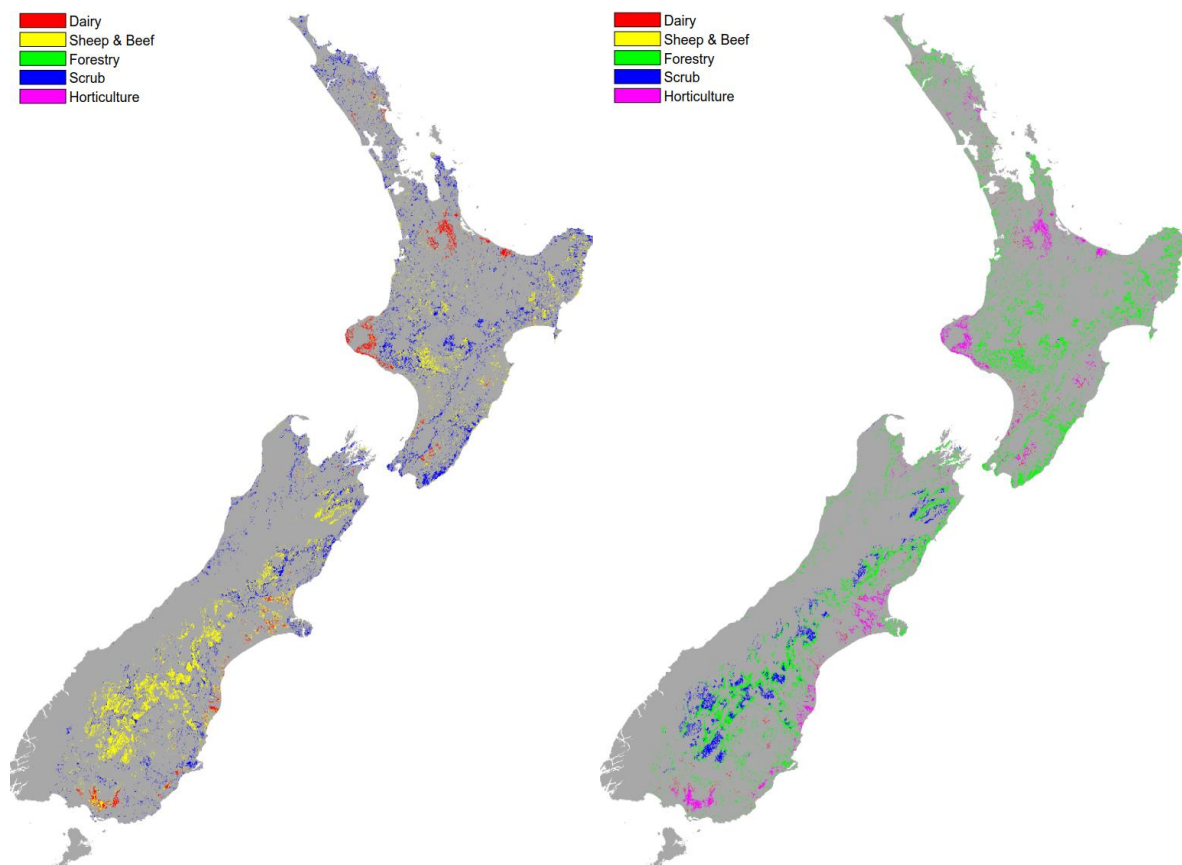 Dairy
Sheep & Beef
Forestry
Scrub
Horticulture
Dairy
Sheep & Beef
Forestry
Scrub
Horticulture